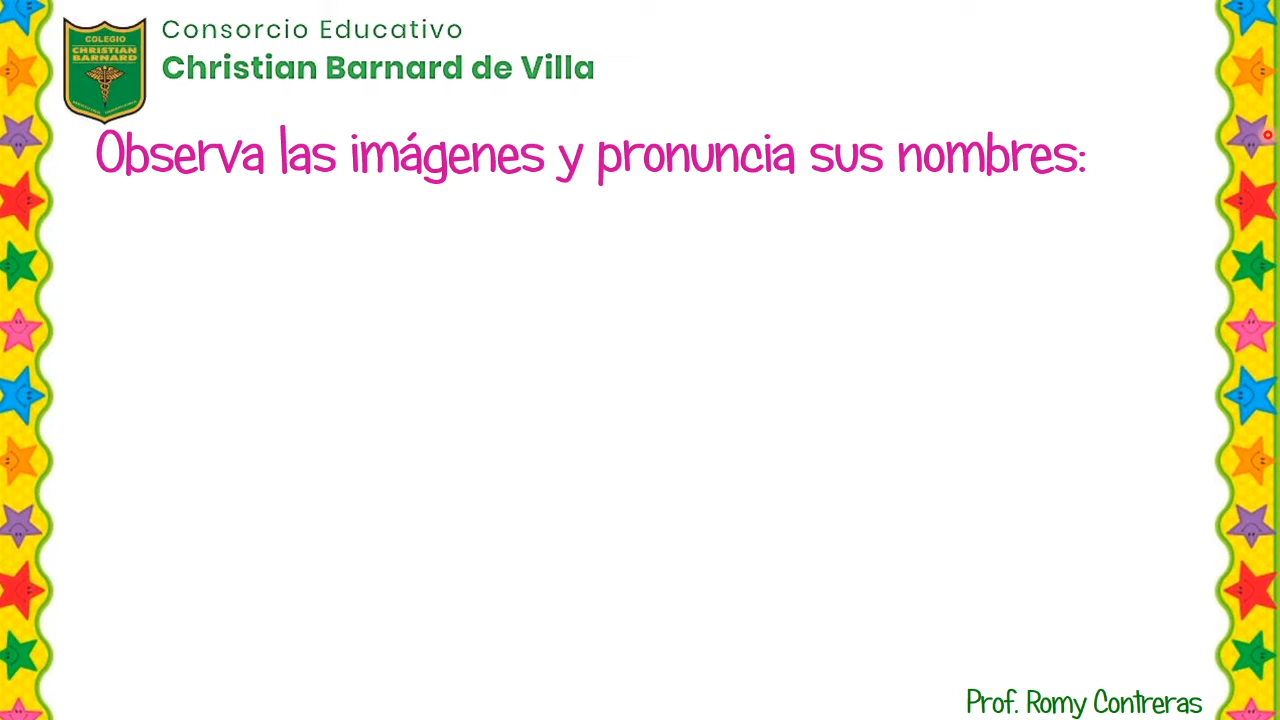 COLEGIO
CHRISTIAN
BARNARD
Consorcio Educativo
Christian Barnard de Villa
Observa las imágenes y pronuncia sus nombres:
Prof. Romy Contreras